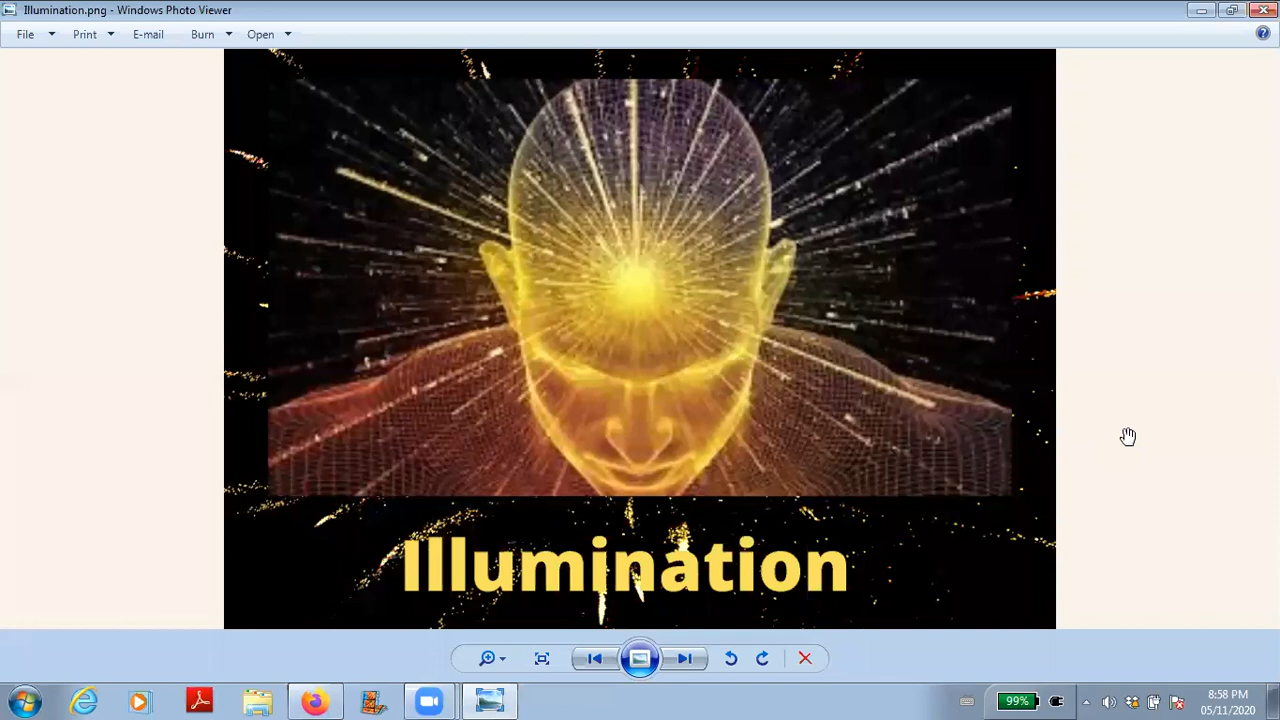 Illumination.png - Windows Photo Viewer
File Print E-mail Burn Open
Illumination
99%
8:58 PM
05/11/2020